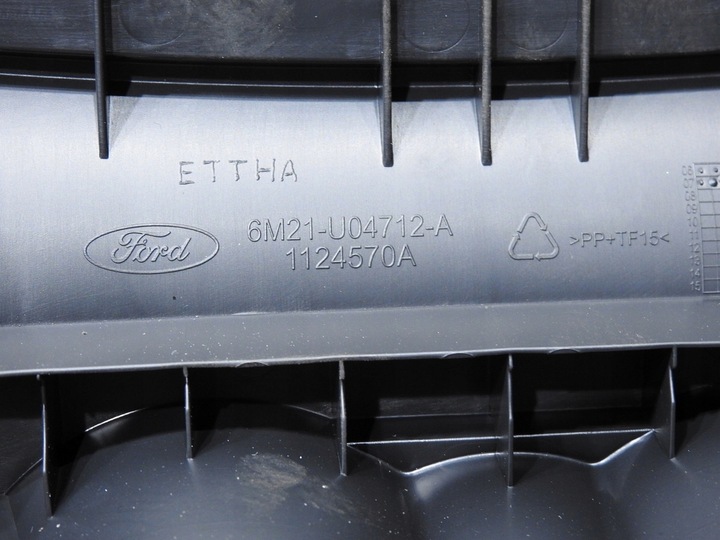 ETTHA
Ford
6M21-U04712-A
1124570A
>PP+TF15<